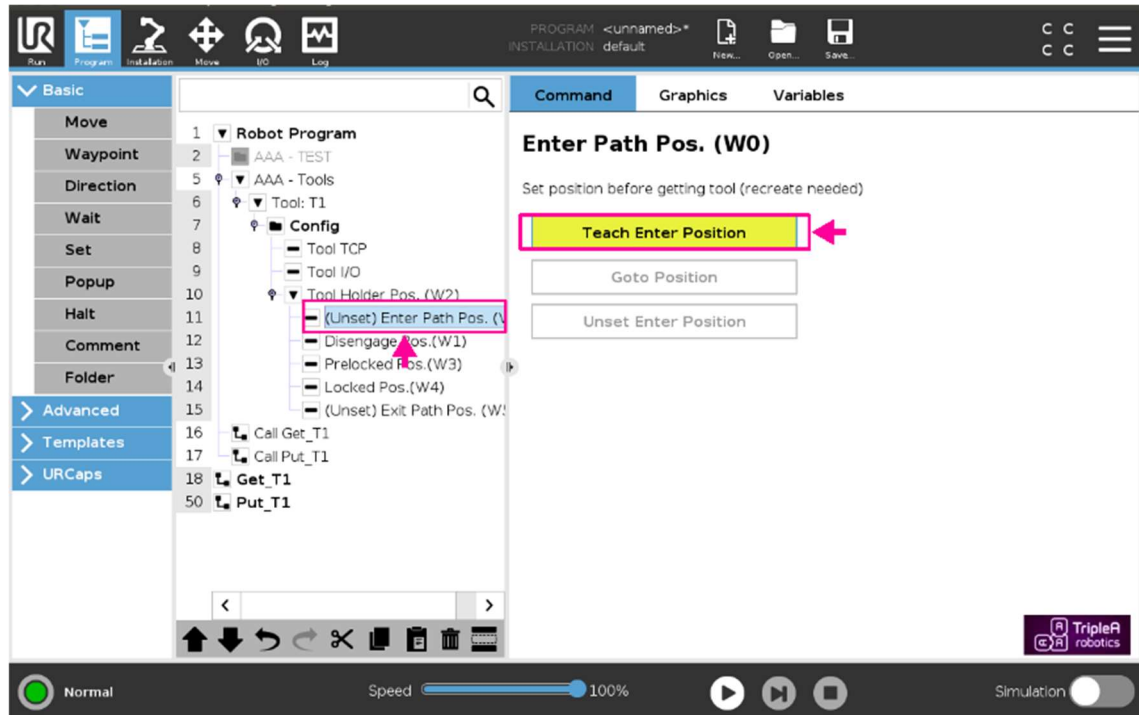 PROGRAM <unnamed>*
INSTALLATION default
Run
Program
Installation
Move
I/O
Log
New...
Open...
Save...
C C
C C
Basic
Move
Waypoint
Direction
Wait
Set
Popup
Halt
Comment
Folder
Advanced
Templates
URCaps
1 Robot Program
2 AAA - TEST
5 AAA - Tools
6 Tool: T1
7 Config
8 Tool TCP
9 Tool I/O
10 Tool Holder Pos. (W2)
11 (Unset) Enter Path Pos. (
12 Disengage Pos.(W1)
13 Prelocked Pos.(W3)
14 Locked Pos.(W4)
15 (Unset) Exit Path Pos. (W
16 Call Get_T1
17 Call Put_T1
18 Get_T1
50 Put_T1
Command Graphics Variables
Enter Path Pos. (W0)
Set position before getting tool (recreate needed)
Teach Enter Position
Goto Position
Unset Enter Position
TripleA
robotics
Normal
Speed 100%
Simulation